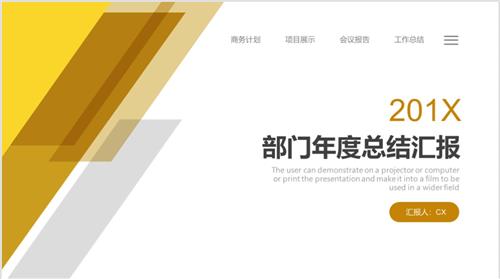 商务计划 项目展示 会议报告 工作总结
201X
部门年度总结汇报
The user can demonstrate on a projector or computer
or print the presentation and make it into a film to be
used in a wider field
汇报人：CX